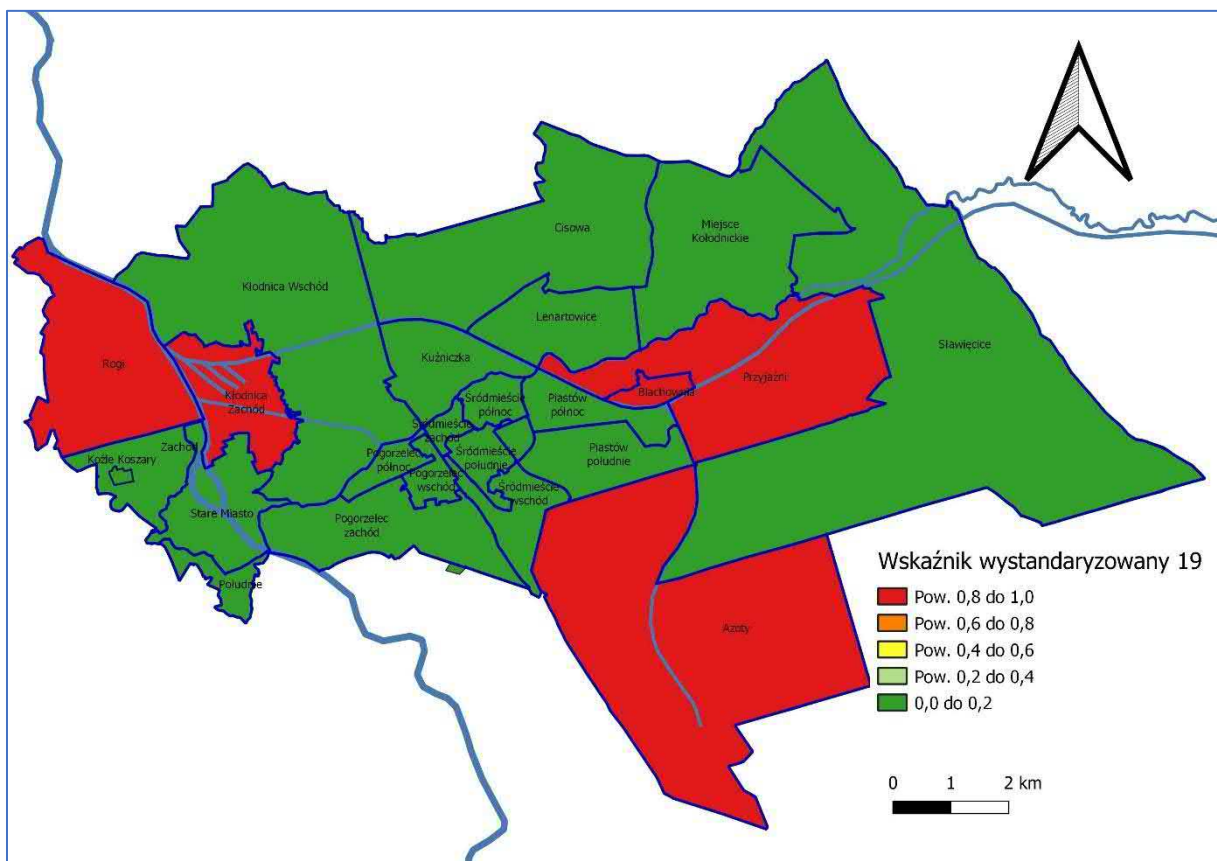 Cisowa
Miejsce
Kołodnickie
Kłodnica Wschód
Lenartowice
Sławięcice
Kuźniczka
Rogi
Przyjaźni
Blachownia
Kłodnica
Zachód
Śródmieście
północ
Piastów
północ
Śródmieście
zachód
Zachód
Koźle Koszary
Pogorzelec
północ
Śródmieście
południe
Piastów
południe
Pogorzelec
wschód
Śródmieście
wschód
Stare Miasto
Pogorzelec
zachód
Południe
Azoty
Wskaźnik wystandaryzowany 19
Pow. 0,8 do 1,0
Pow. 0,6 do 0,8
Pow. 0,4 do 0,6
Pow. 0,2 do 0,4
0,0 do 0,2
0 1 2 km